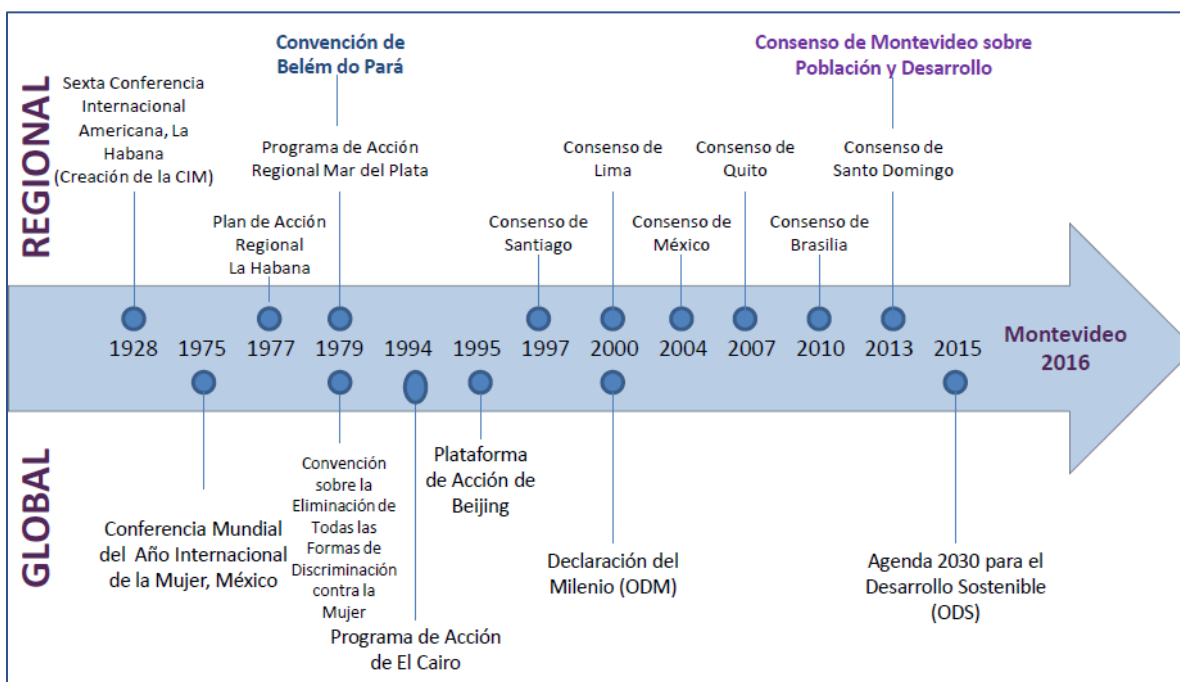 REGIONAL
Convención de
Belém do Pará
Consenso de Montevideo sobre
Población y Desarrollo
Sexta Conferencia
Internacional
Americana, La
Habana
(Creación de la CIM)
Programa de Acción
Regional Mar del Plata
Consenso de
Lima
Consenso de
Quito
Consenso de
Santo Domingo
Plan de Acción
Regional
La Habana
Consenso de
Santiago
Consenso de
México
Consenso de
Brasilia
1928 1975 1977 1979 1994 1995 1997 2000 2004 2007 2010 2013 2015
Montevideo
2016
GLOBAL
Conferencia Mundial
del Año Internacional
de la Mujer, México
Convención
sobre la
Eliminación de
Todas las
Formas de
Discriminación
contra la
Mujer
Programa de Acción
de El Cairo
Plataforma
de Acción de
Beijing
Declaración del
Milenio (ODM)
Agenda 2030 para el
Desarrollo Sostenible
(ODS)